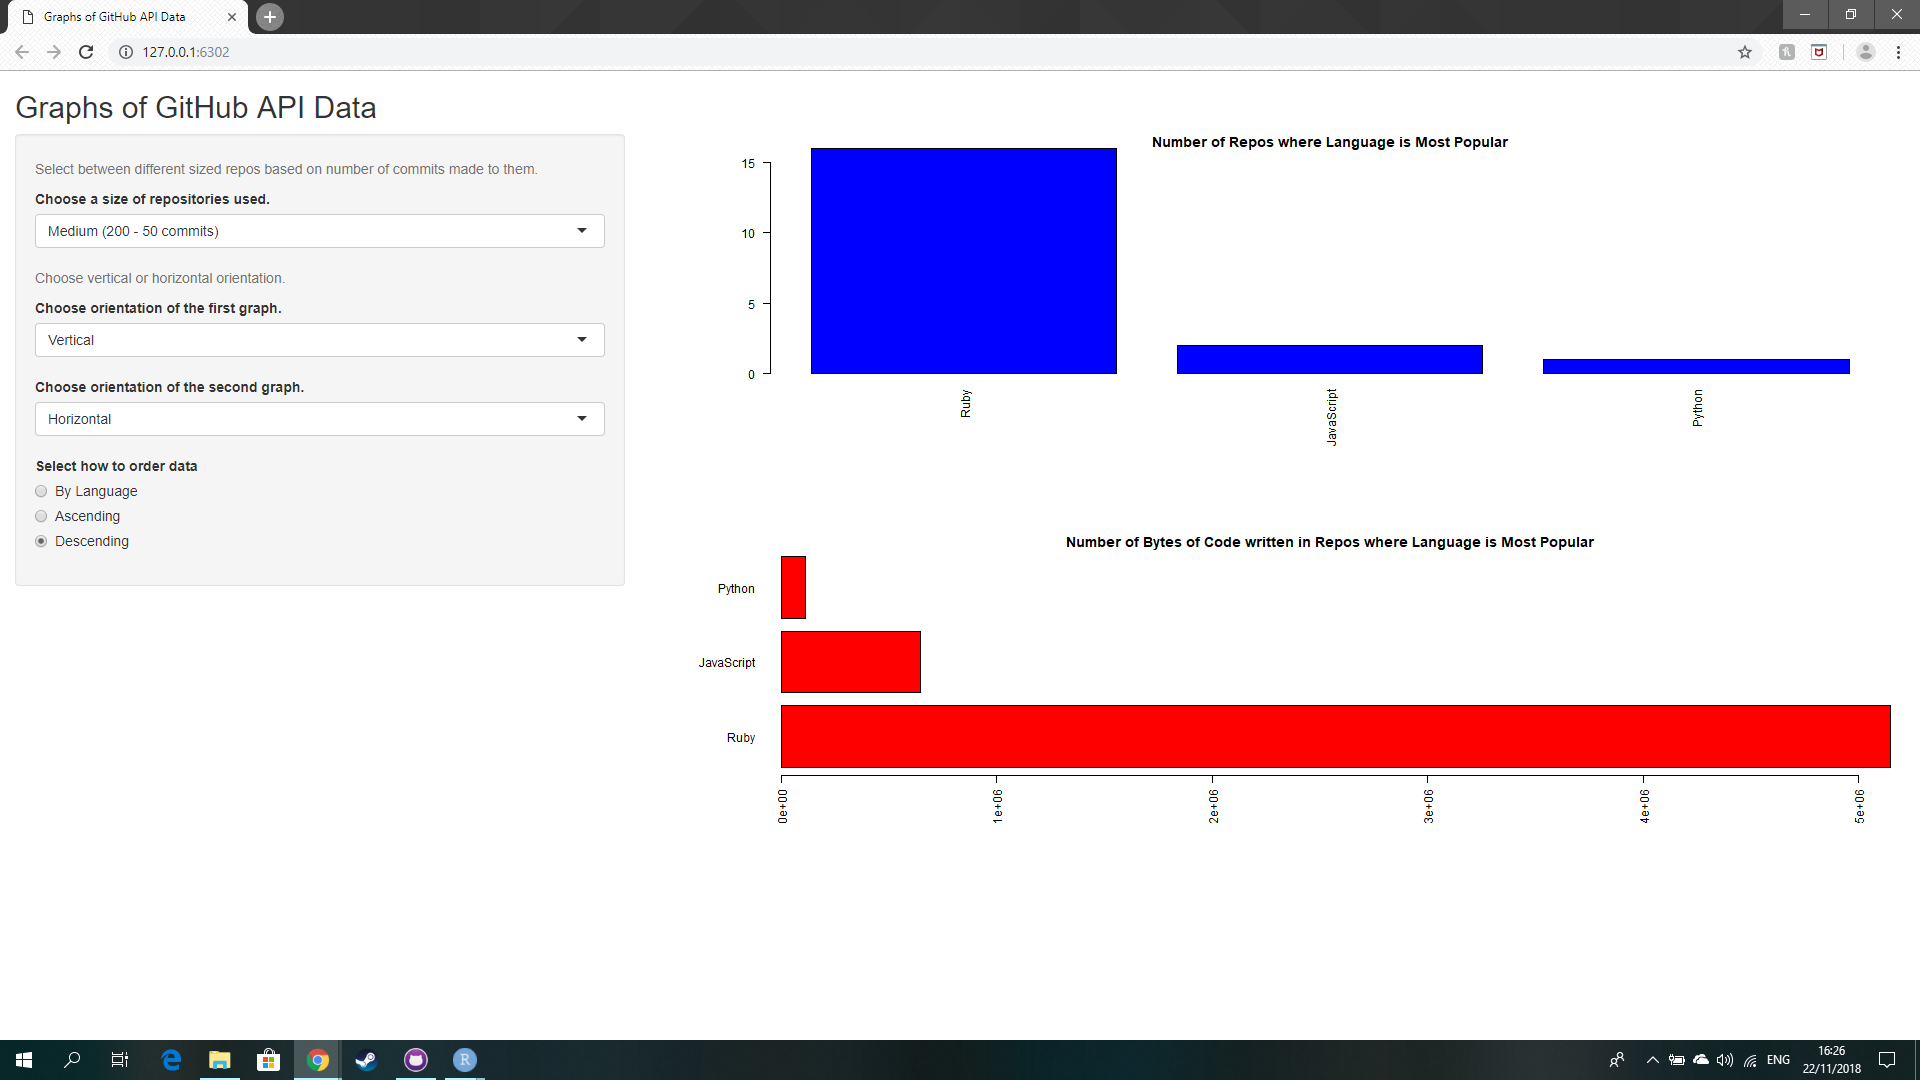 Graphs of GitHub API Data
127.0.0.1:6302
Graphs of GitHub API Data
Select between different sized repos based on number of commits made to them.
Choose a size of repositories used.
Medium (200 - 50 commits)
Choose vertical or horizontal orientation.
Choose orientation of the first graph.
Vertical
Choose orientation of the second graph.
Horizontal
Select how to order data
By Language
Ascending
Descending
Number of Repos where Language is Most Popular
15
10
5
0
Ruby
JavaScript
Python
Number of Bytes of Code written in Repos where Language is Most Popular
Python
JavaScript
Ruby
0e+00
1e+06
2e+06
3e+06
4e+06
5e+06
R
ENG
16:26
22/11/2018